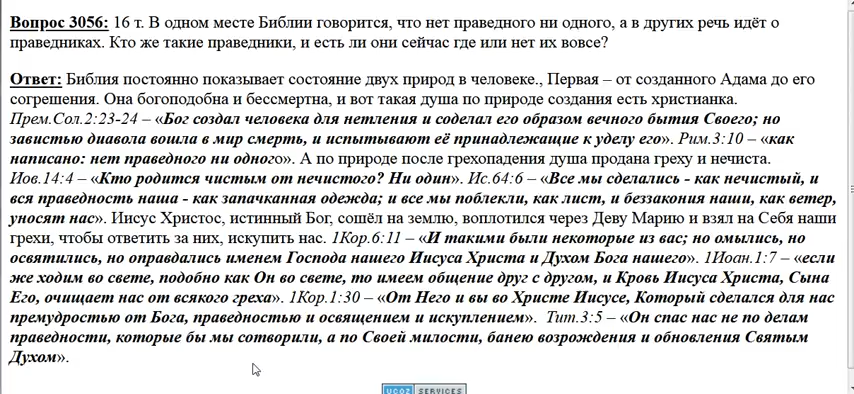 Вопрос 3056: 16 т. В одном месте Библии говорится, что нет праведного ни одного, а в других речь идёт о
праведниках. Кто же такие праведники, и есть ли они сейчас где или нет их вовсе?
Ответ: Библия постоянно показывает состояние двух природ в человеке., Первая – от созданного Адама до его
согрешения. Она богоподобна и бессмертна, и вот такая душа по природе создания есть христианка.
Прем.Сол.2:23-24 – «Бог создал человека для нетления и соделал его образом вечного бытия Своего; но
завистью диавола вошла в мир смерть, и испытывают её принадлежащие к уделу его». Рим.3:10 – «как
написано: нет праведного ни одного». А по природе после грехопадения душа продана греху и нечиста.
Иов.14:4 – «Кто родится чистым от нечистого? Ни один». Ис.64:6 – «Все мы сделались - как нечистый, и
вся праведность наша - как запачканная одежда; и все мы поблекли, как лист, и беззакония наши, как ветер,
уносят нас». Иисус Христос, истинный Бог, сошёл на землю, воплотился через Деву Марию и взял на Себя наши
грехи, чтобы ответить за них, искупить нас. 1Кор.6:11 – «И такими были некоторые из вас; но омылись, но
освятились, но оправдались именем Господа нашего Иисуса Христа и Духом Бога нашего». 1Иоан.1:7 – «если
же ходим во свете, подобно как Он во свете, то имеем общение друг с другом, и Кровь Иисуса Христа, Сына
Его, очищает нас от всякого греха». 1Кор.1:30 – «От Него и вы во Христе Иисусе, Который сделался для нас
премудростью от Бога, праведностью и освящением и искуплением». Тит.3:5 – «Он спас нас не по делам
праведности, которые бы мы сотворили, а по Своей милости, банею возрождения и обновления Святым
Духом».
UCOZ SERVICES